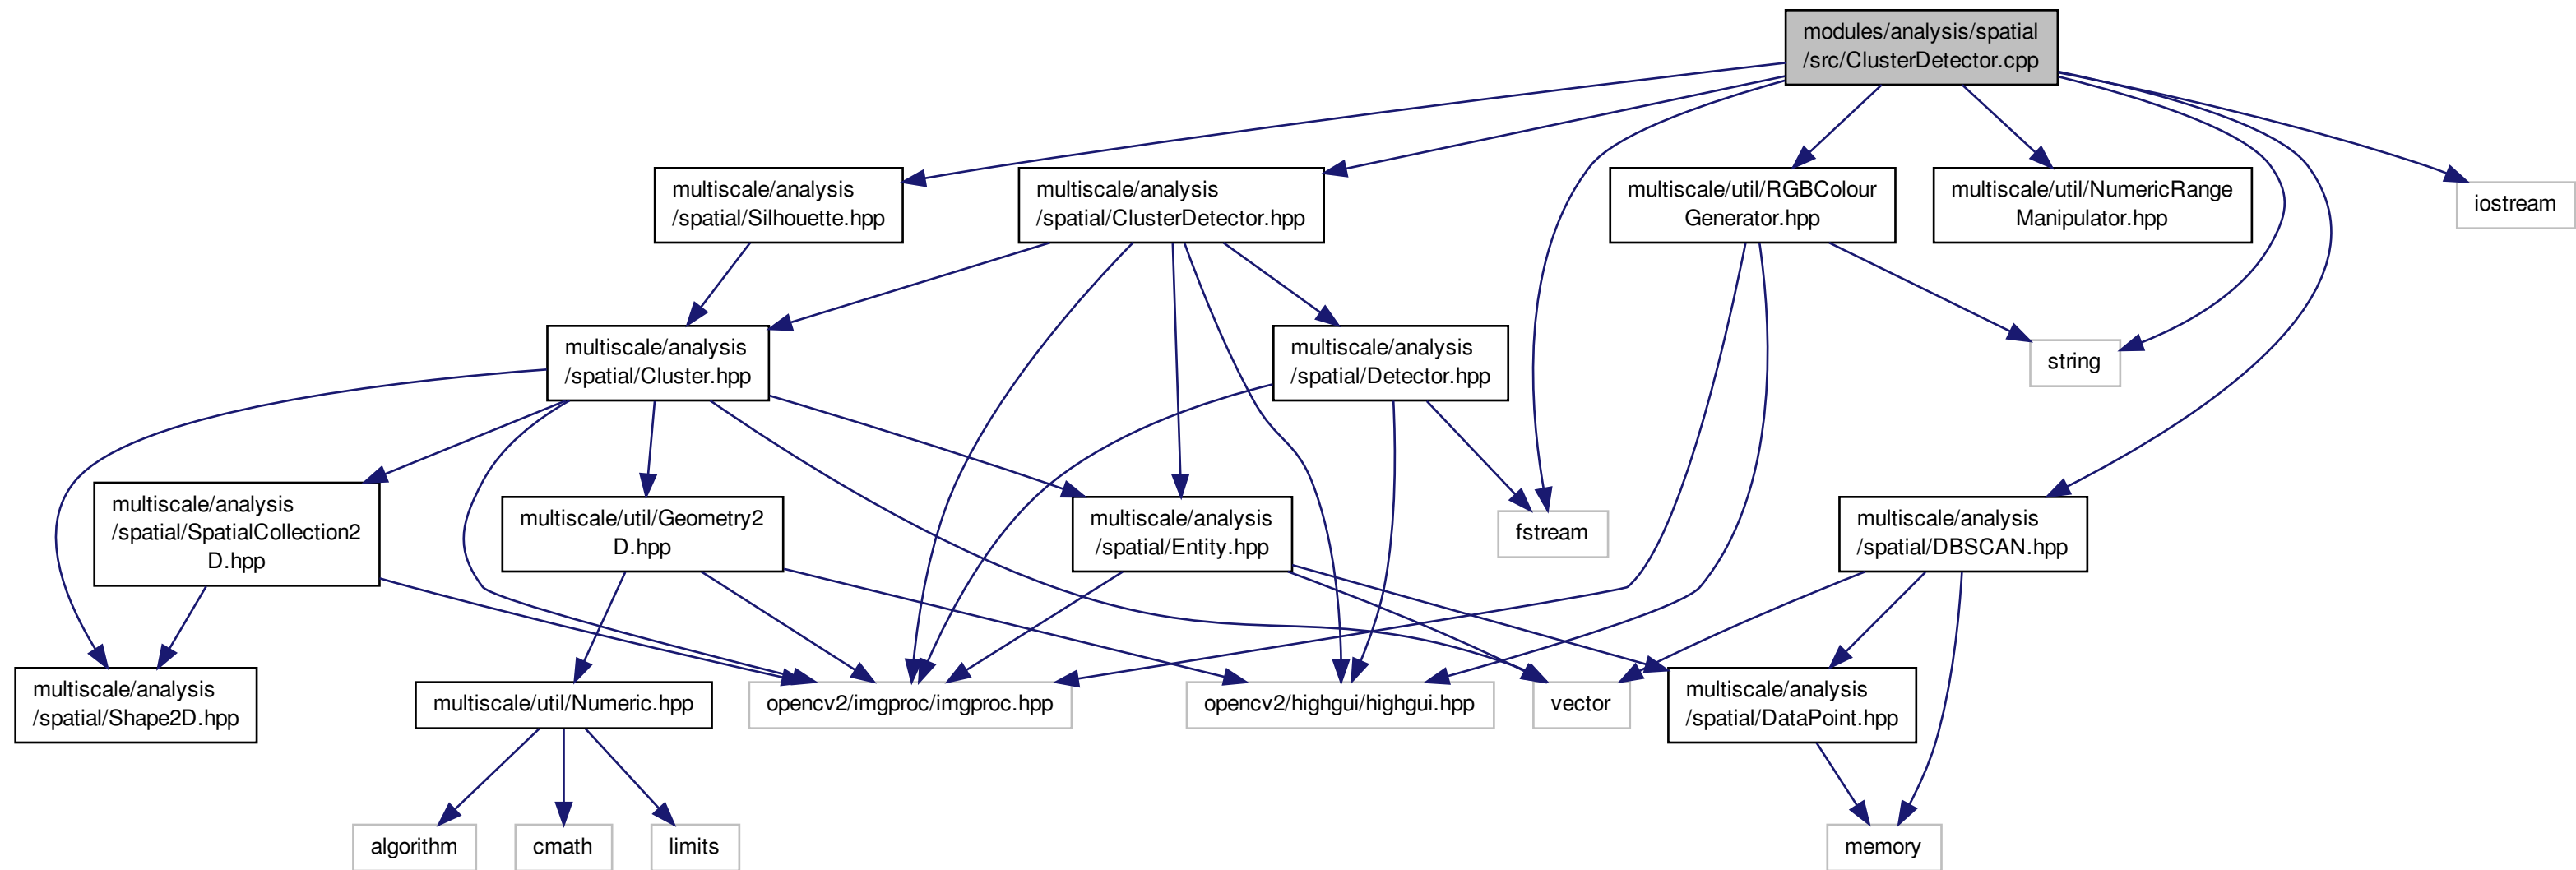 modules/analysis/spatial
/src/ClusterDetector.cpp
multiscale/analysis
/spatial/Silhouette.hpp
multiscale/analysis
/spatial/ClusterDetector.hpp
multiscale/util/RGBColour
Generator.hpp
multiscale/util/NumericRange
Manipulator.hpp
iostream
multiscale/analysis
/spatial/Cluster.hpp
multiscale/analysis
/spatial/Detector.hpp
string
multiscale/analysis
/spatial/SpatialCollection2
D.hpp
multiscale/util/Geometry2
D.hpp
multiscale/analysis
/spatial/Entity.hpp
fstream
multiscale/analysis
/spatial/DBSCAN.hpp
multiscale/analysis
/spatial/Shape2D.hpp
multiscale/util/Numeric.hpp
opencv2/imgproc/imgproc.hpp
opencv2/highgui/highgui.hpp
vector
multiscale/analysis
/spatial/DataPoint.hpp
algorithm
cmath
limits
memory